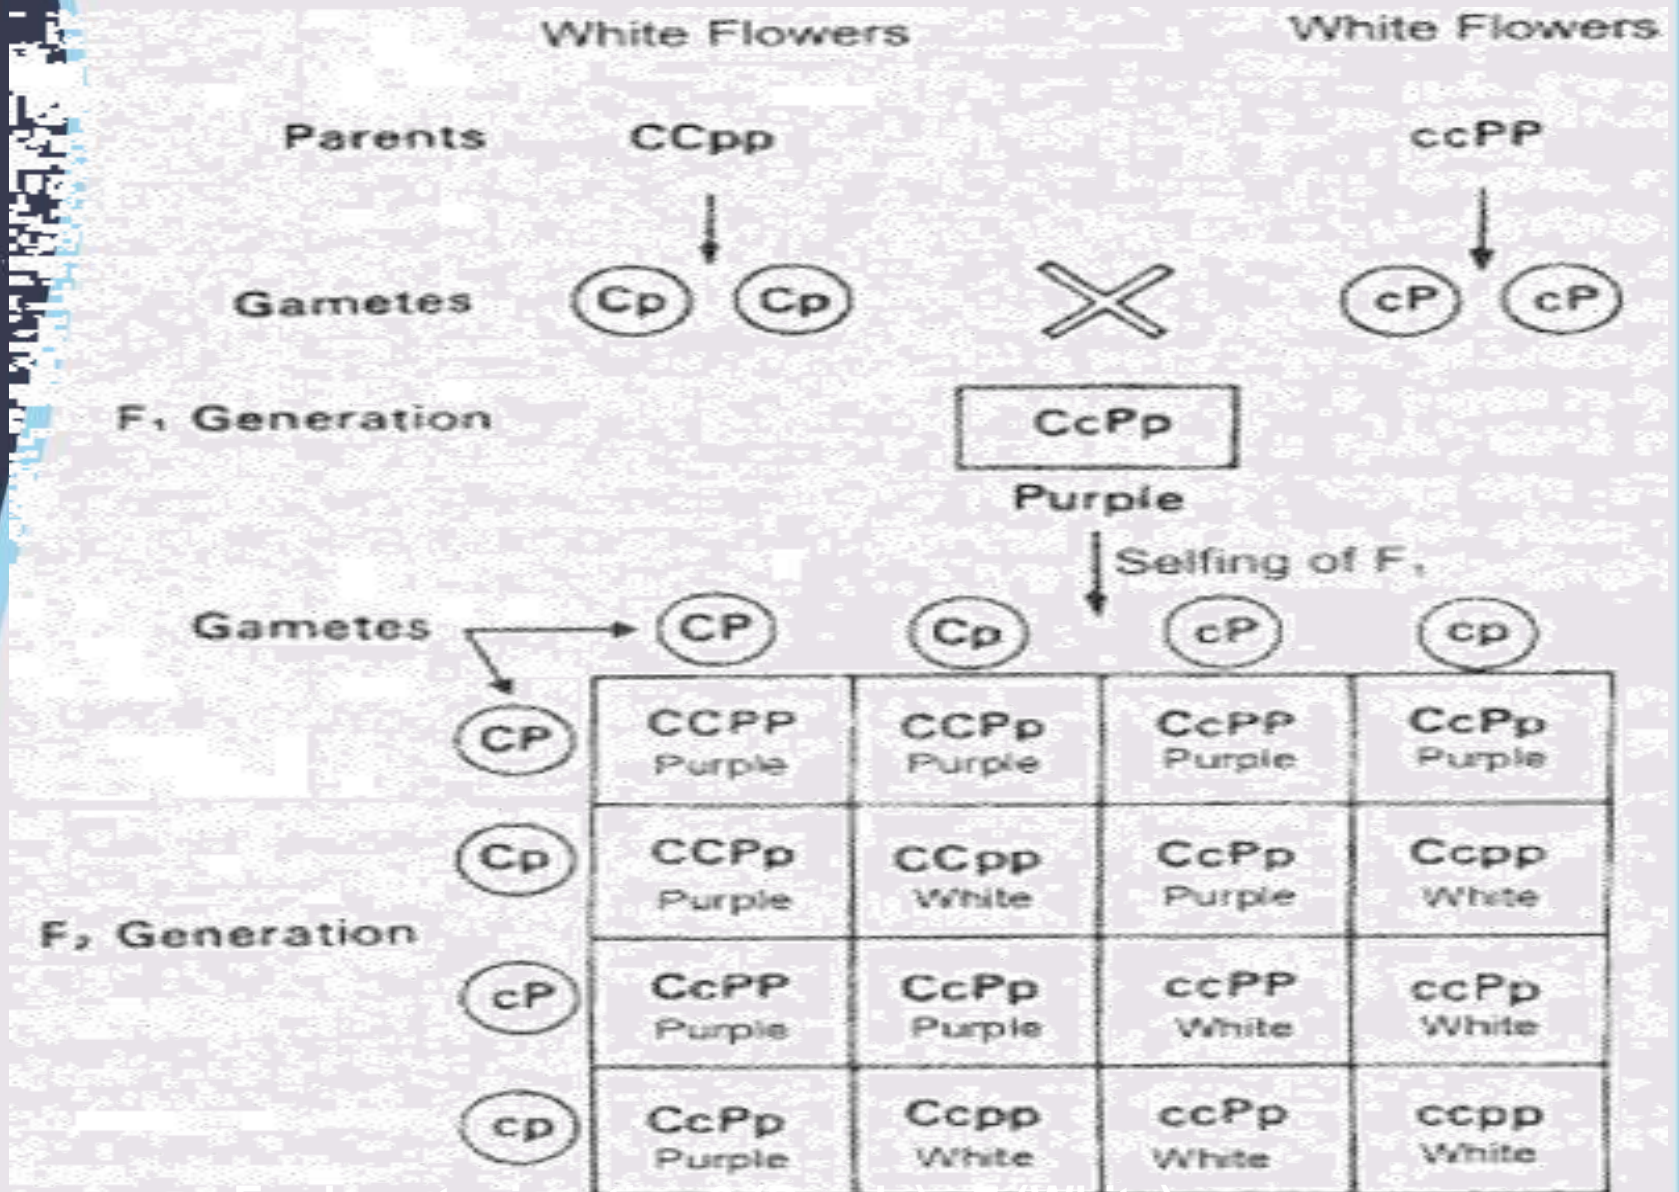 White Flowers White Flowers
Parents CCpp ccPP
Gametes Cp Cp cP cP
F₁ Generation CcPp
Purple
Selfing of F₁
Gametes CP Cp cP cp
CP CCPP CCPp CcPP CcPp
Purple Purple Purple Purple
Cp CCPp CCpp CcPp Ccpp
Purple White Purple White
F₂ Generation
cP CcPP CcPp ccPP ccPp
Purple Purple White White
cp CcPp Ccpp ccPp ccpp
Purple White White White